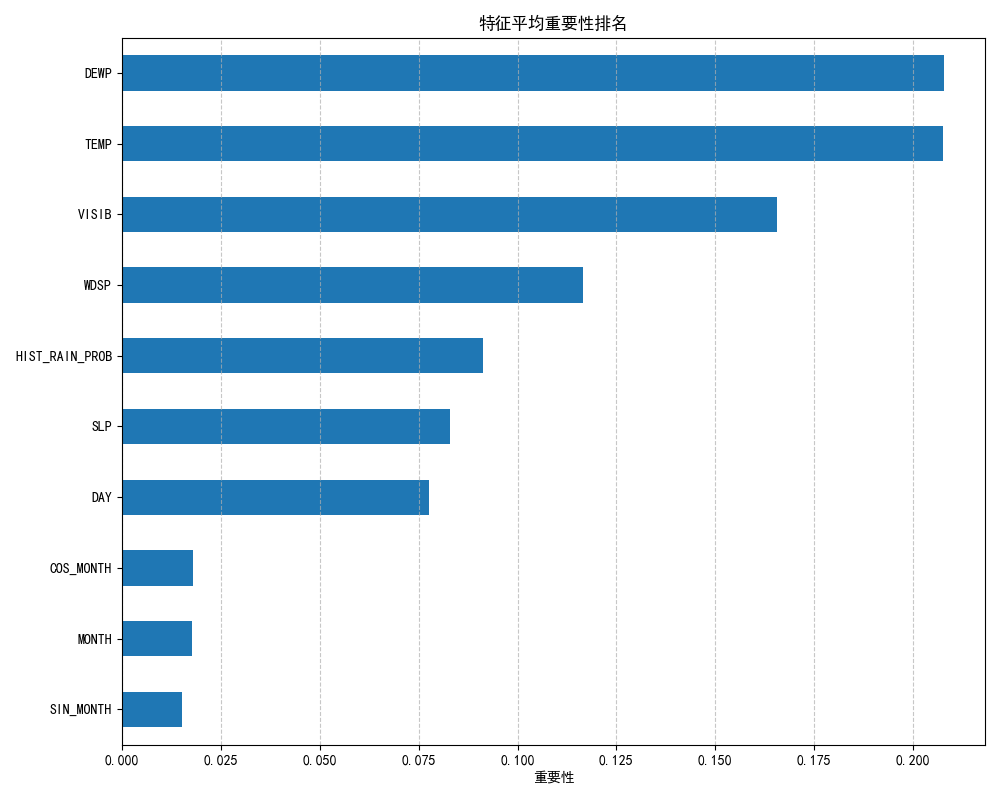 特征平均重要性排名
DEWP
TEMP
VISIB
WDSP
HIST_RAIN_PROB
SLP
DAY
COS_MONTH
MONTH
SIN_MONTH
0.000 0.025 0.050 0.075 0.100 0.125 0.150 0.175 0.200
重要性